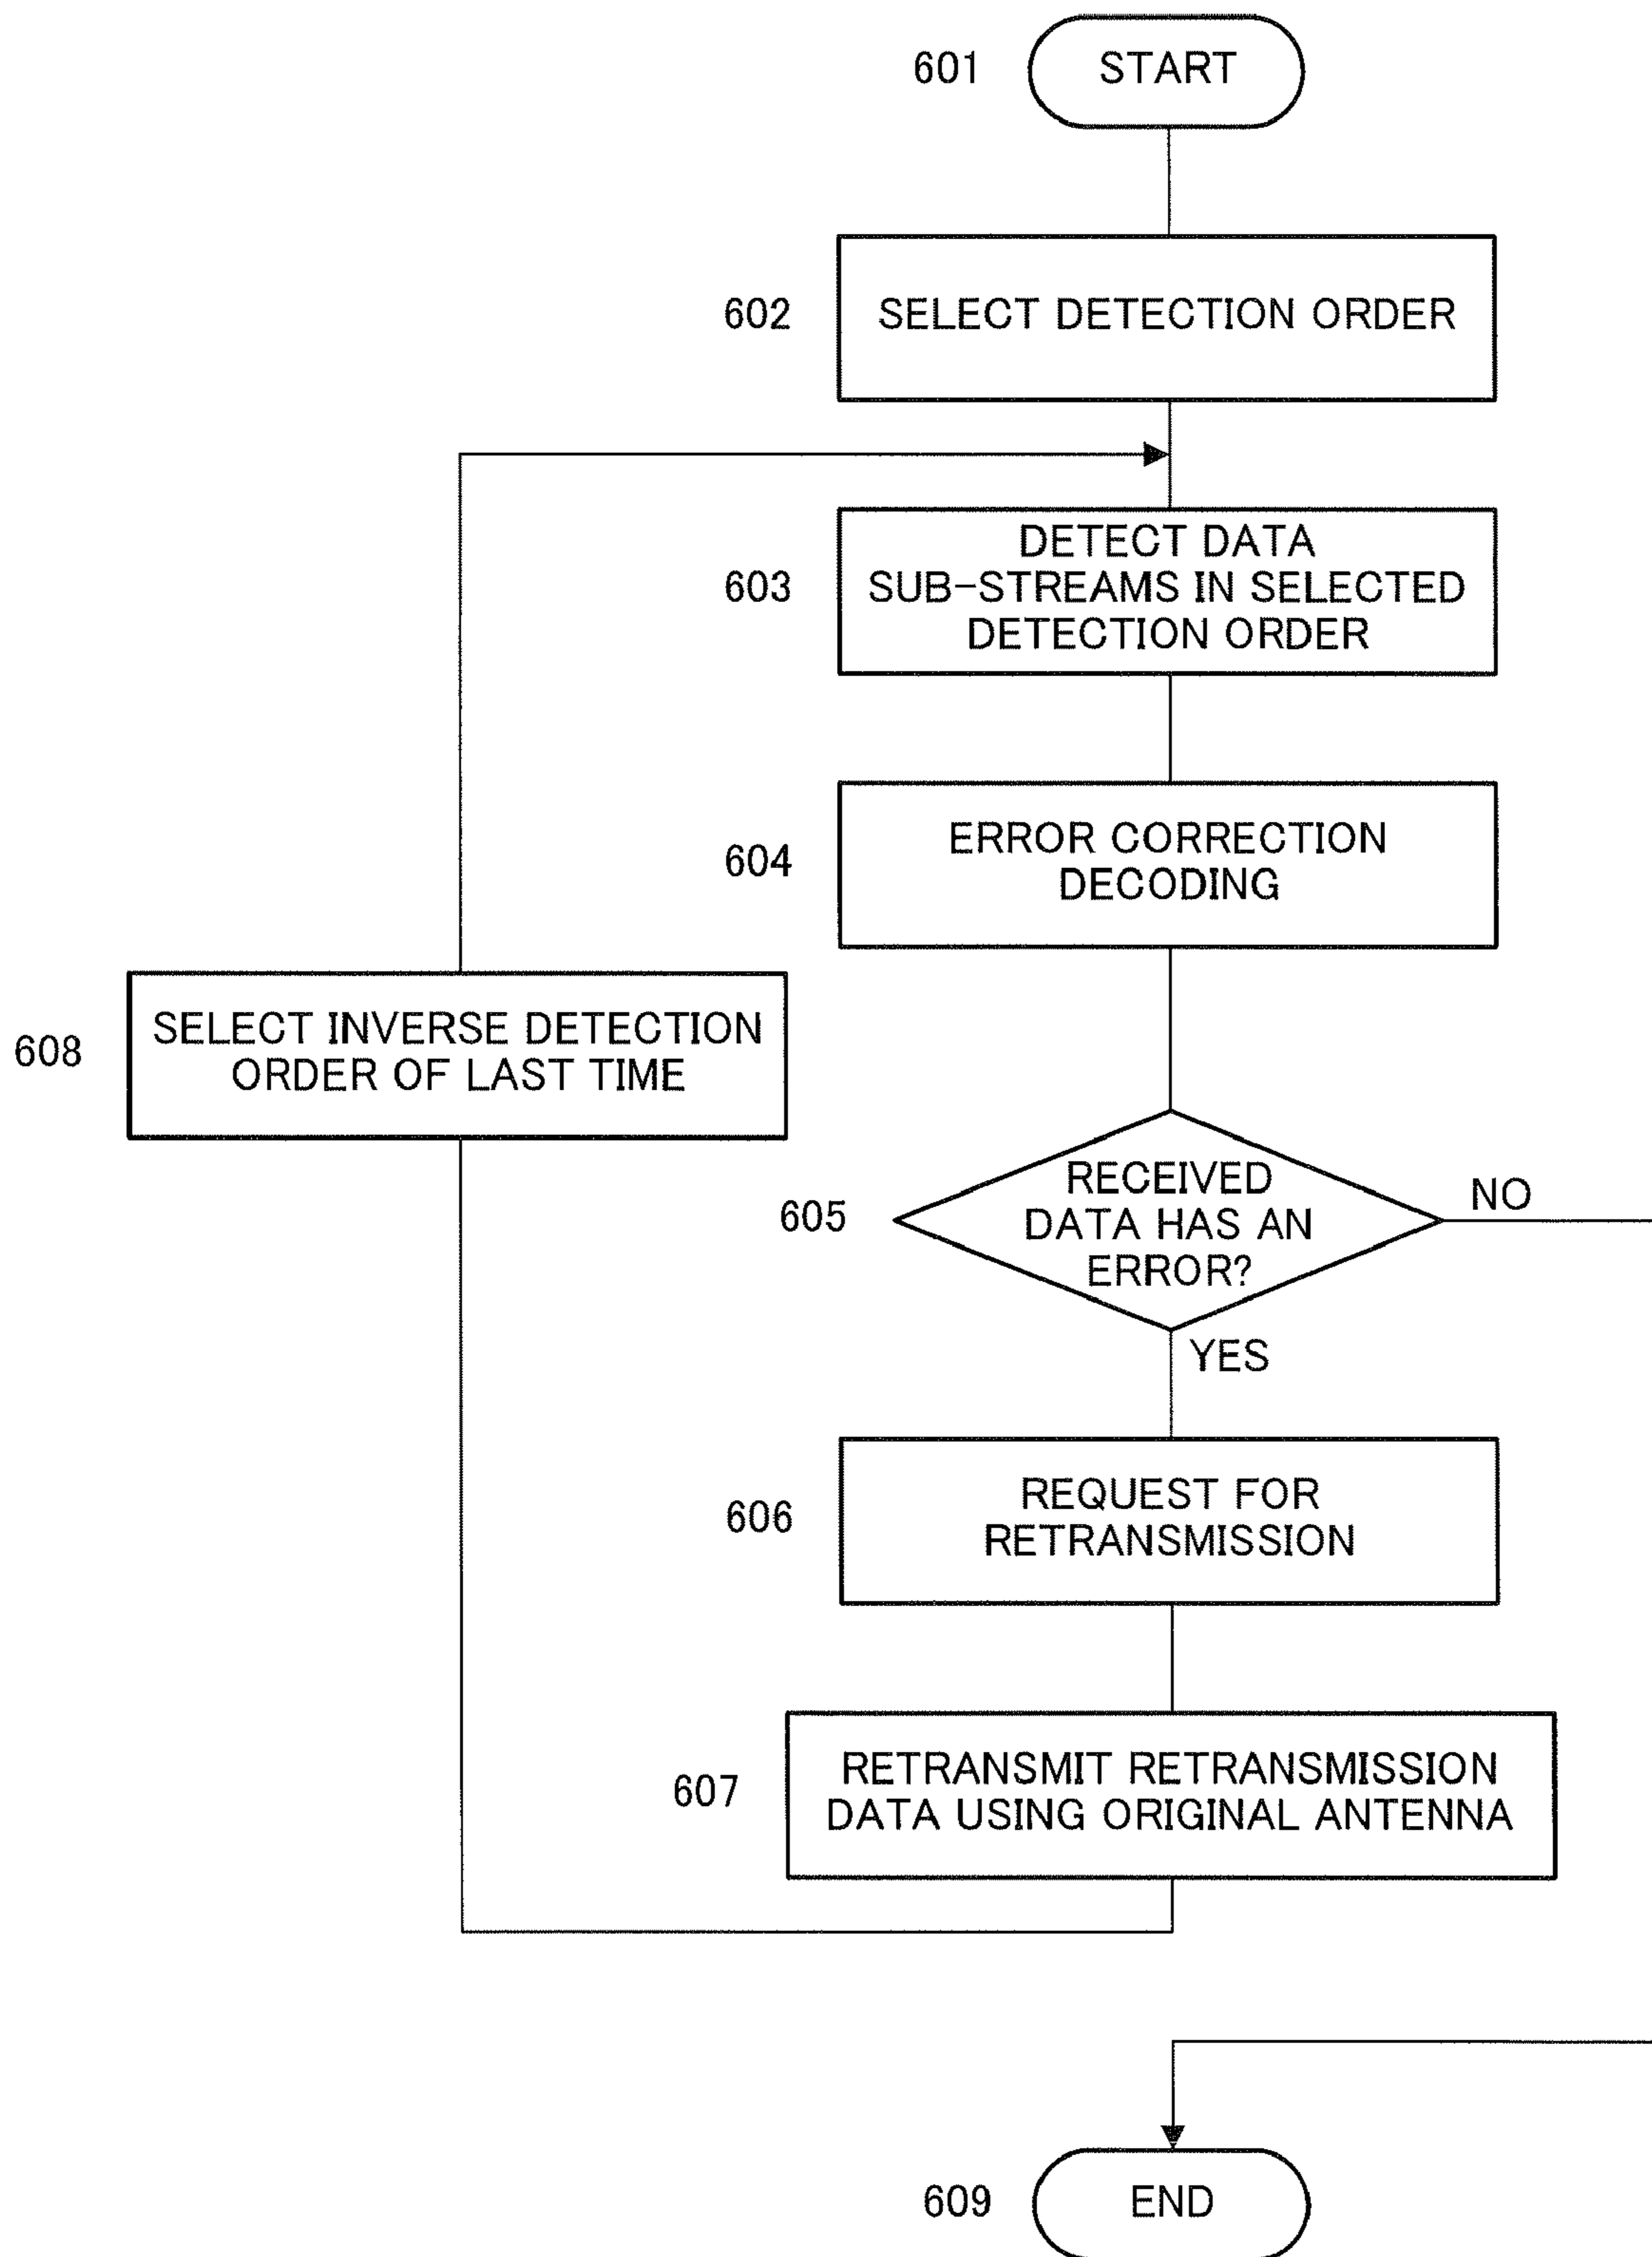 601
START
602
SELECT DETECTION ORDER
603
DETECT DATA
SUB-STREAMS IN SELECTED
DETECTION ORDER
604
ERROR CORRECTION
DECODING
608
SELECT INVERSE DETECTION
ORDER OF LAST TIME
605
RECEIVED
DATA HAS AN
ERROR?
NO
YES
606
REQUEST FOR
RETRANSMISSION
607
RETRANSMIT RETRANSMISSION
DATA USING ORIGINAL ANTENNA
609
END